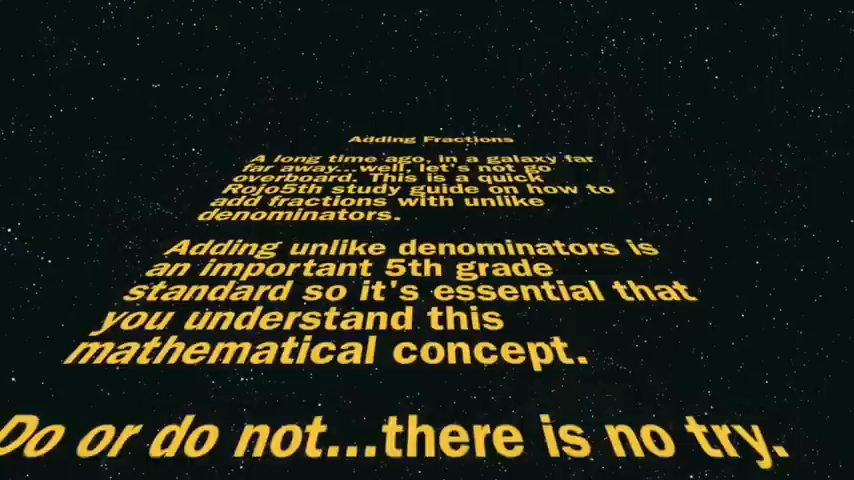 Adding Fractions
A long time ago, in a galaxy far
far away...well, let's not go
overboard. This is a quick
Rojo5th study guide on how to
add fractions with unlike
denominators.
Adding unlike denominators is
an important 5th grade
standard so it's essential that
you understand this
mathematical concept.
Do or do not...there is no try.